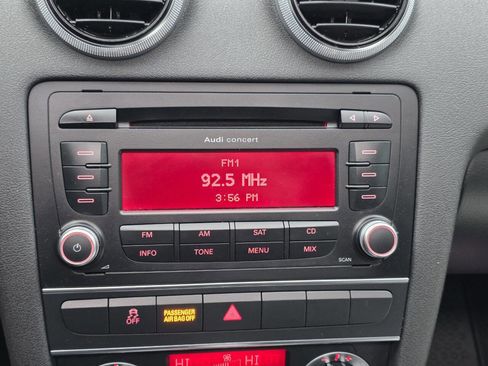 Audi concert
FM1
92.5 MHz
3:56 PM
FM AM SAT CD
INFO TONE MENU MIX
SCAN
OFF
PASSENGER
AIR BAG OFF
HI HI